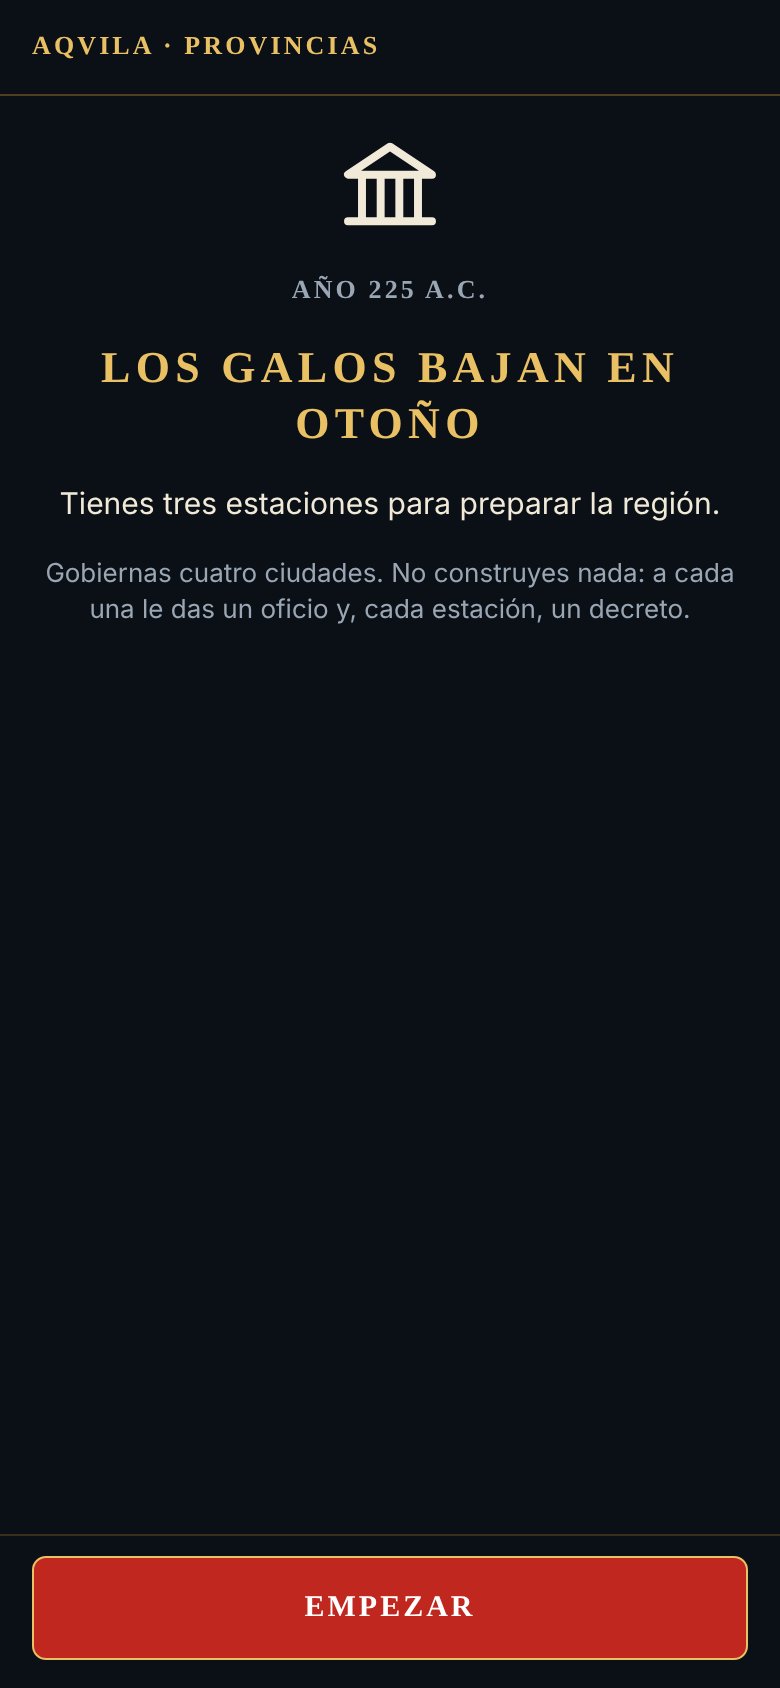 AQVILA · PROVINCIAS
AÑO 225 A.C.
LOS GALOS BAJAN EN
OTOÑO
Tienes tres estaciones para preparar la región.
Gobiernas cuatro ciudades. No construyes nada: a cada
una le das un oficio y, cada estación, un decreto.
EMPEZAR